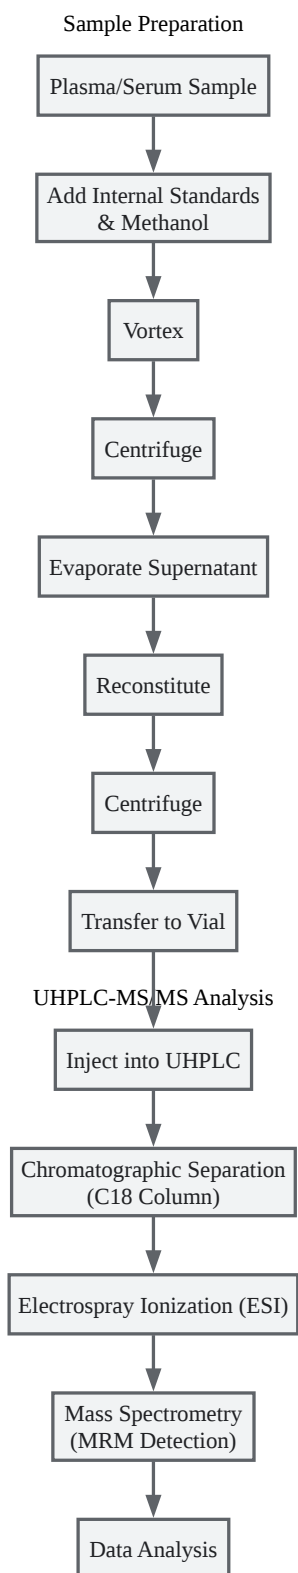 Sample Preparation
Plasma/Serum Sample
Add Internal Standards
& Methanol
Vortex
Centrifuge
Evaporate Supernatant
Reconstitute
Centrifuge
Transfer to Vial
UHPLC-MS/MS Analysis
Inject into UHPLC
Chromatographic Separation
(C18 Column)
Electrospray Ionization (ESI)
Mass Spectrometry
(MRM Detection)
Data Analysis